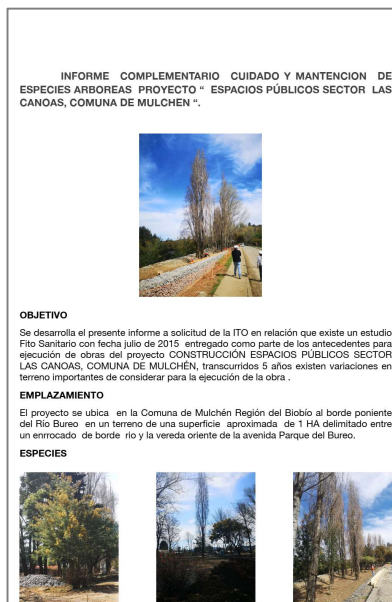 INFORME COMPLEMENTARIO CUIDADO Y MANTENCION DE
ESPECIES ARBOREAS PROYECTO “ ESPACIOS PÚBLICOS SECTOR LAS
CANOAS, COMUNA DE MULCHEN “.
OBJETIVO
Se desarrolla el presente informe a solicitud de la ITO en relación que existe un estudio
Fito Sanitario con fecha julio de 2015 entregado como parte de los antecedentes para
ejecución de obras del proyecto CONSTRUCCIÓN ESPACIOS PÚBLICOS SECTOR
LAS CANOAS, COMUNA DE MULCHÉN, transcurridos 5 años existen variaciones en
terreno importantes de considerar para la ejecución de la obra .
EMPLAZAMIENTO
El proyecto se ubica en la Comuna de Mulchén Región del Biobío al borde poniente
del Río Bureo en un terreno de una superficie aproximada de 1 HA delimitado entre
un enrrocado de borde rio y la vereda oriente de la avenida Parque del Bureo.
ESPECIES